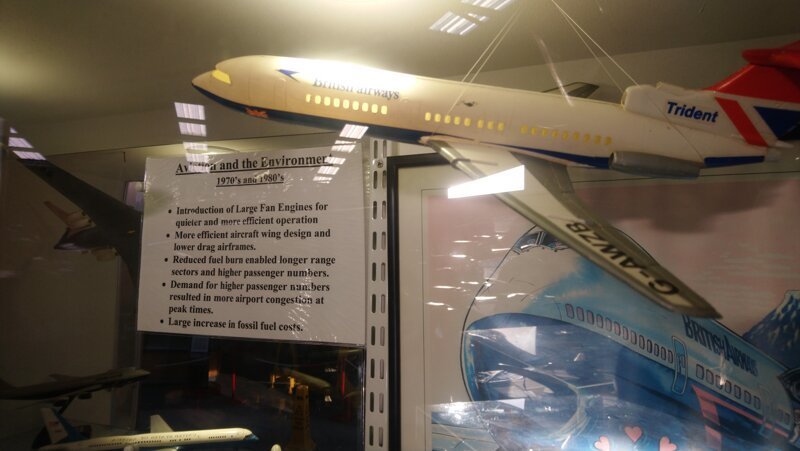 British airways
Trident
G-AWZB
Aviation and the Environment
1970's and 1980's
• Introduction of Large Fan Engines for
quieter and more efficient operation
• More efficient aircraft wing design and
lower drag airframes.
• Reduced fuel burn enabled longer range
sectors and higher passenger numbers.
• Demand for higher passenger numbers
resulted in more airport congestion at
peak times.
• Large increase in fossil fuel costs.
BRITISH AIRWAYS